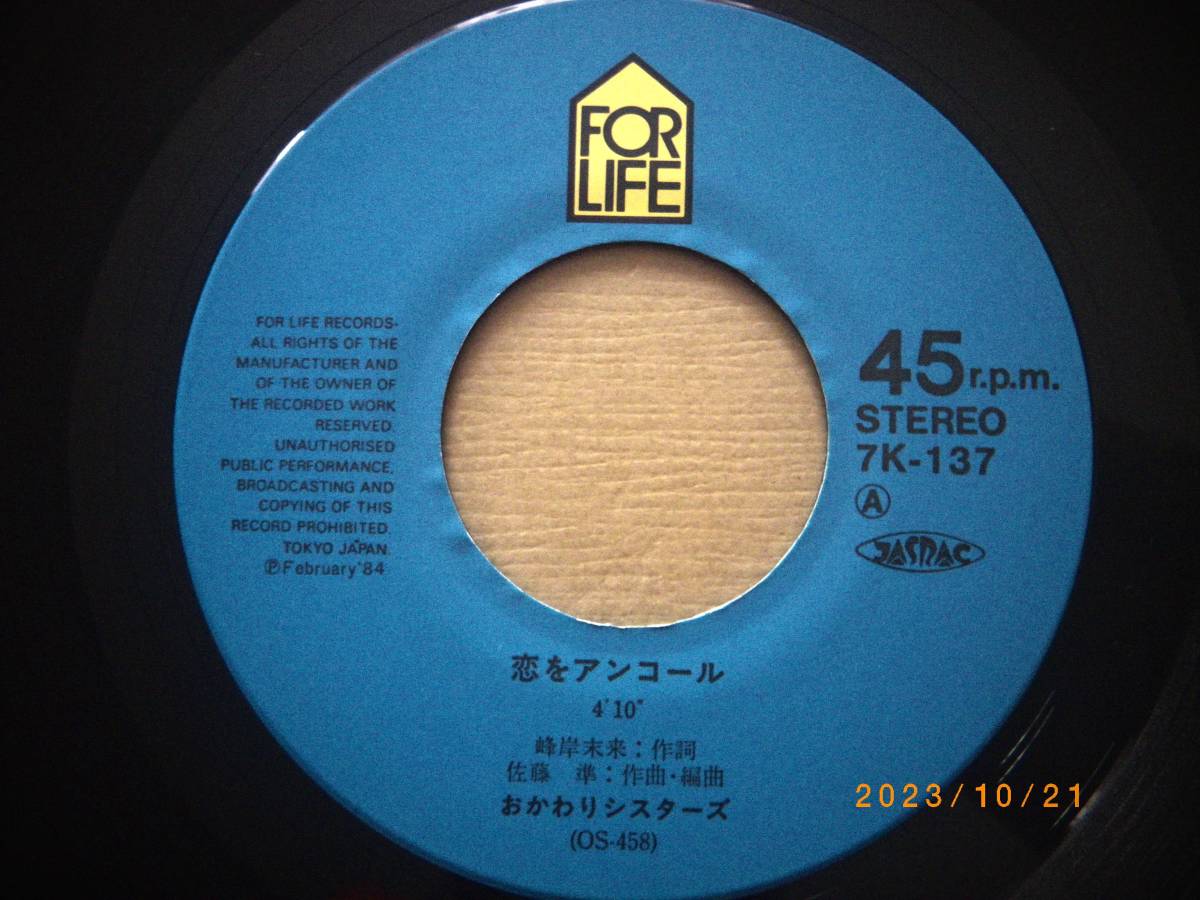 FOR
LIFE
FOR LIFE RECORDS-
ALL RIGHTS OF THE
MANUFACTURER AND
OF THE OWNER OF
THE RECORDED WORK
RESERVED.
UNAUTHORISED
PUBLIC PERFORMANCE,
BROADCASTING AND
COPYING OF THIS
RECORD PROHIBITED.
TOKYO JAPAN.
ⓅFebruary'84
45r.p.m.
STEREO
7K-137
Ⓐ
JASRAC
恋をアンコール
4'10"
峰岸末来：作詞
佐藤 準：作曲・編曲
おかわりシスターズ
(OS-458)
2023/10/21